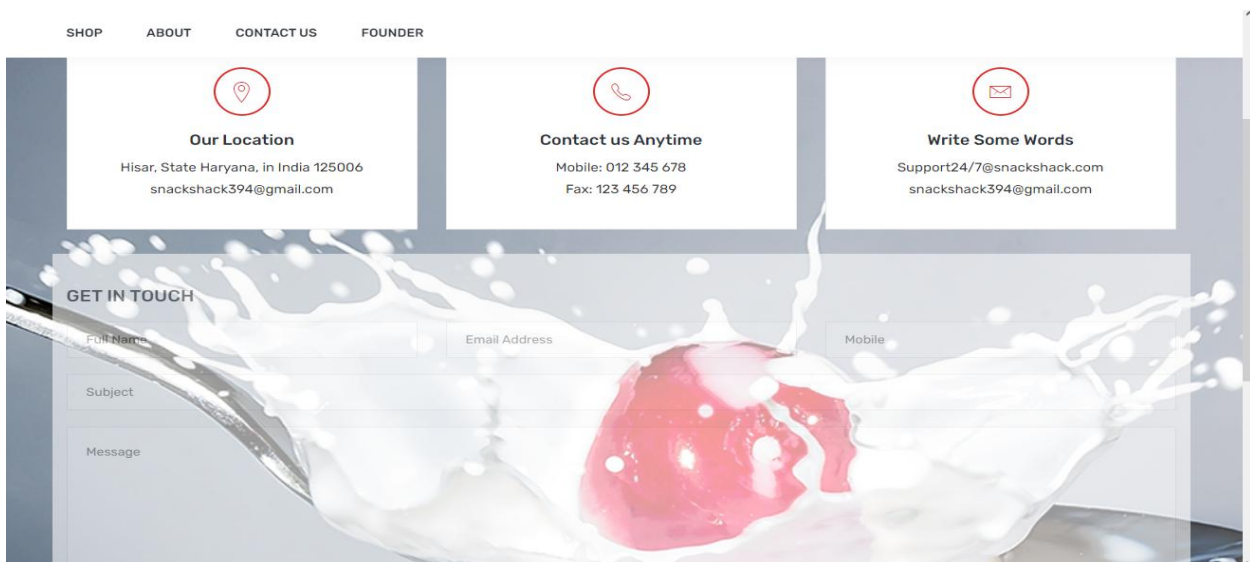 SHOP ABOUT CONTACT US FOUNDER
Our Location
Hisar, State Haryana, in India 125006
snackshack394@gmail.com
Contact us Anytime
Mobile: 012 345 678
Fax: 123 456 789
Write Some Words
Support24/7@snackshack.com
snackshack394@gmail.com
GET IN TOUCH
Full Name
Email Address
Mobile
Subject
Message